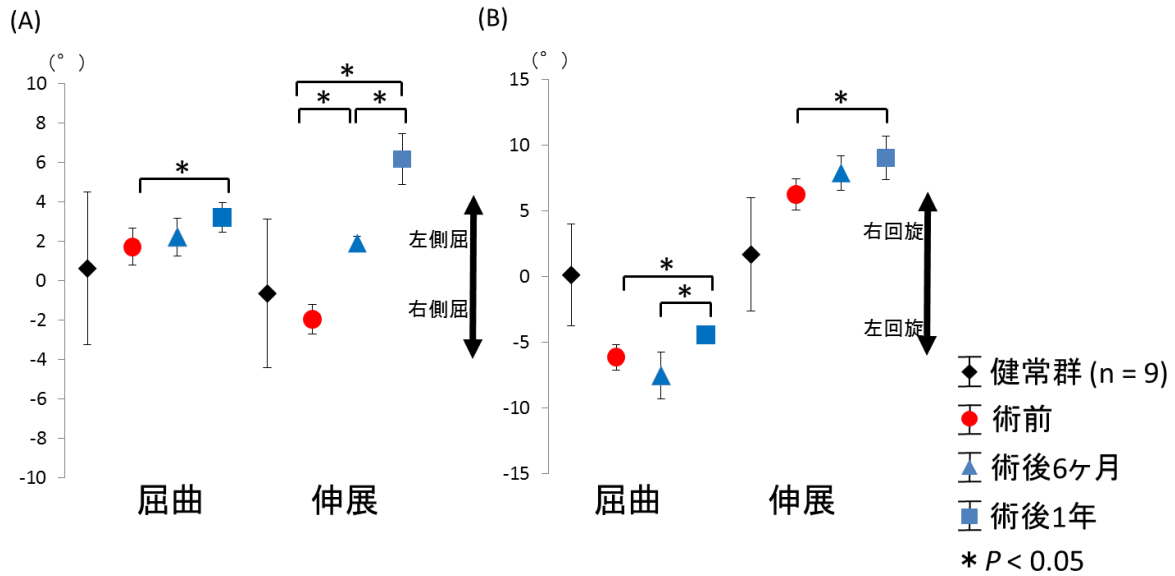 (A)
(°)
10
8
6
4
2
0
-2
-4
-6
-8
-10
*
*
*
*
左側屈
右側屈
屈曲
伸展
(B)
(°)
15
10
5
0
-5
-10
-15
*
*
*
右回旋
左回旋
屈曲
伸展
健常群 (n = 9)
術前
術後6ヶ月
術後1年
* P < 0.05